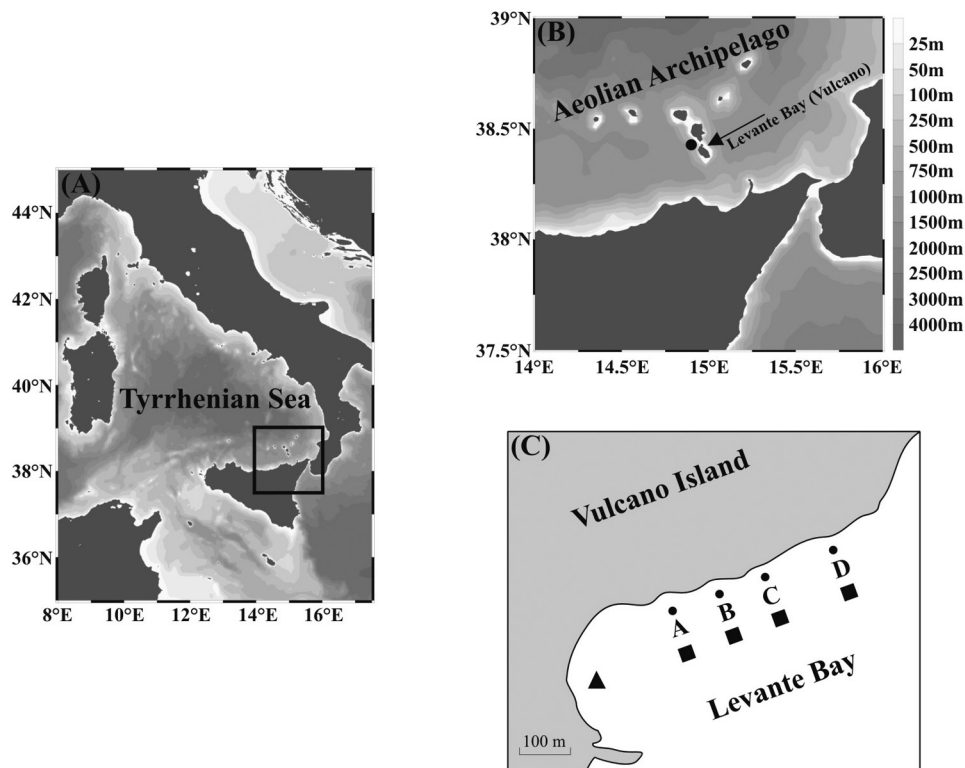 (A)
44°N
42°N
40°N
38°N
36°N
8°E
10°E
12°E
14°E
16°E
Tyrrhenian Sea
(B)
39°N
38.5°N
38°N
37.5°N
14°E
14.5°E
15°E
15.5°E
16°E
Aeolian Archipelago
Levante Bay (Vulcano)
25m
50m
100m
250m
500m
750m
1000m
1500m
2000m
2500m
3000m
4000m
(C)
Vulcano Island
A
B
C
D
Levante Bay
100 m